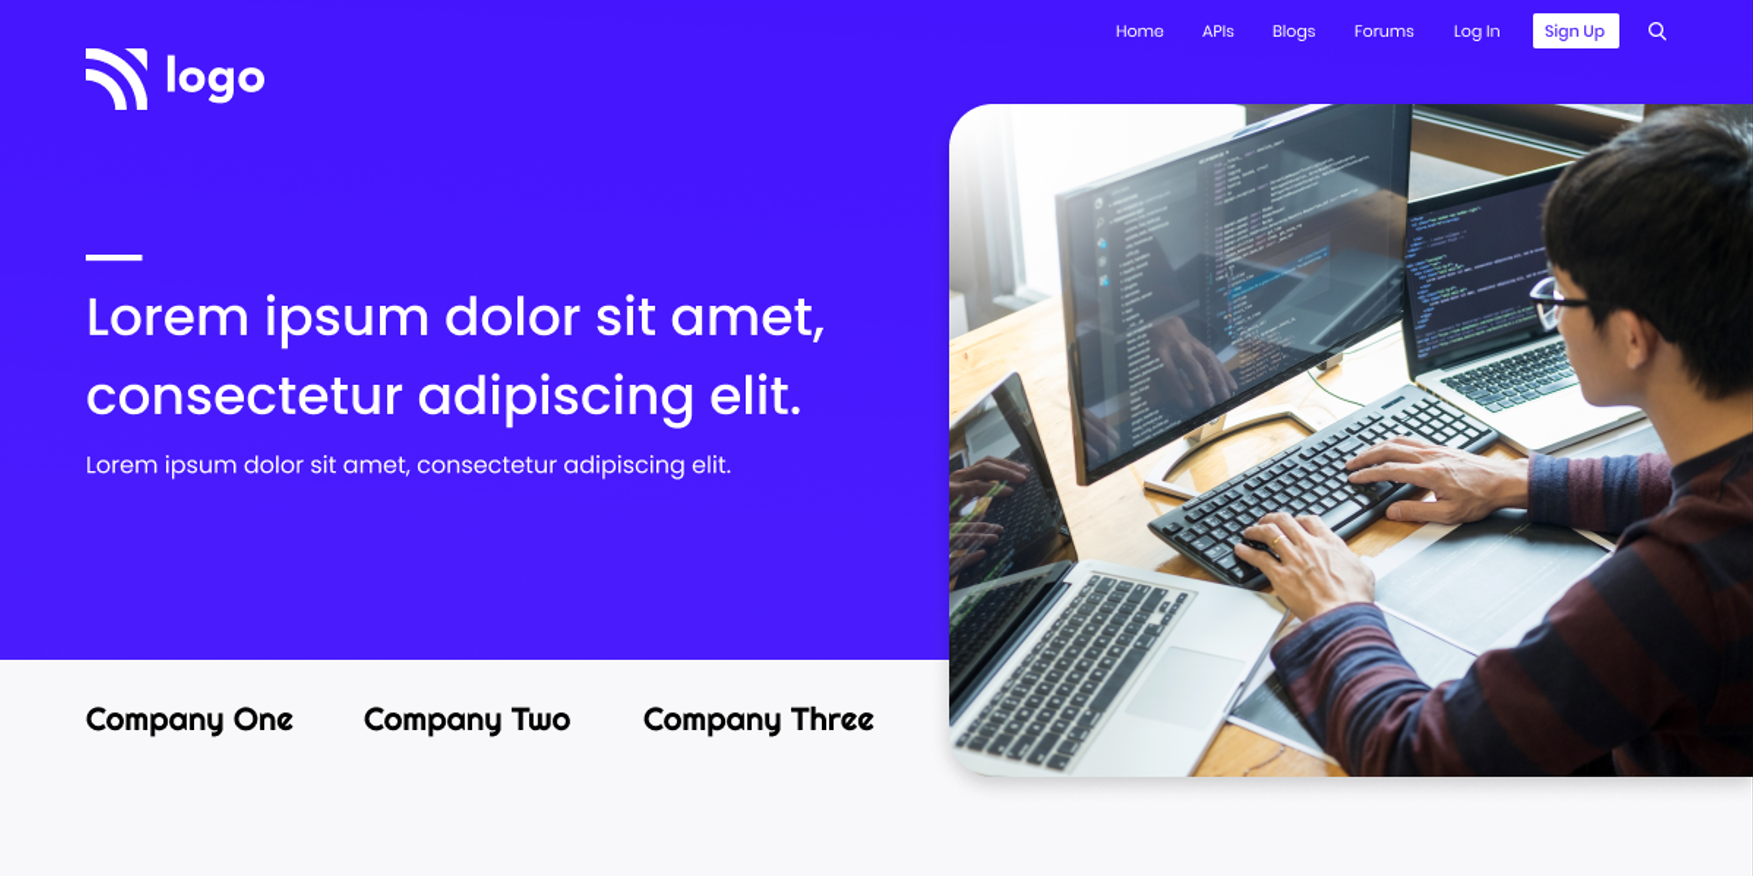 Home APIs Blogs Forums Log In Sign Up
logo
Lorem ipsum dolor sit amet,
consectetur adipiscing elit.
Lorem ipsum dolor sit amet, consectetur adipiscing elit.
Company One Company Two Company Three